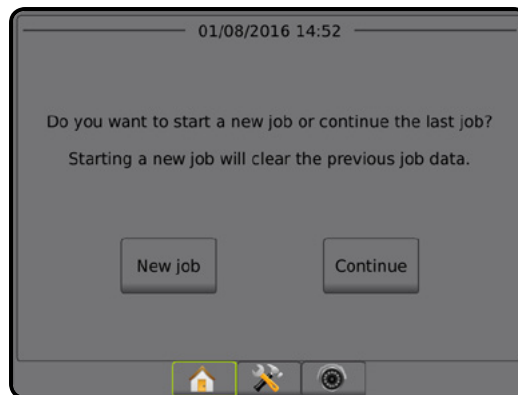 01/08/2016 14:52
Do you want to start a new job or continue the last job?
Starting a new job will clear the previous job data.
New job
Continue